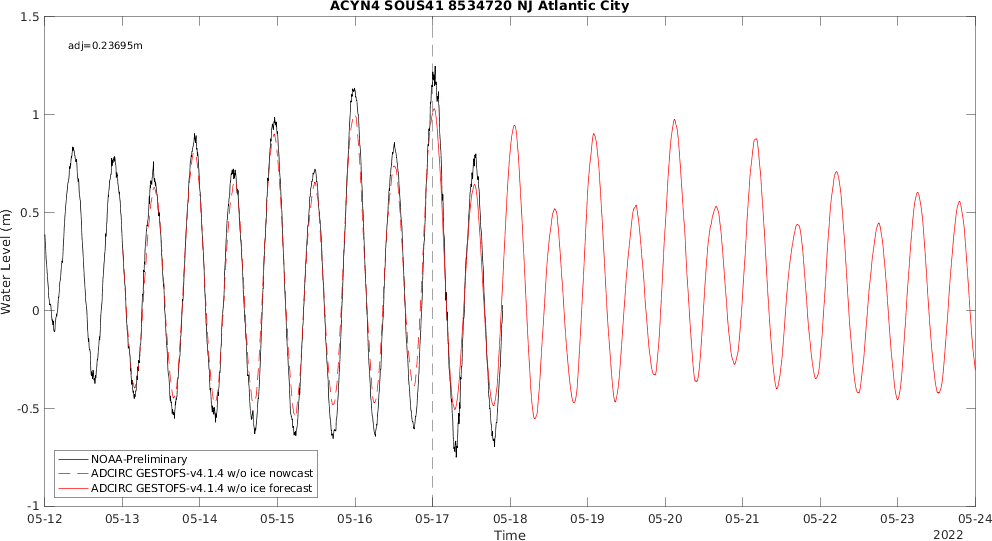 ACYN4 SOUS41 8534720 NJ Atlantic City
1.5
adj=0.23695m
1
0.5
Water Level (m)
0
-0.5
NOAA-Preliminary
ADCIRC GESTOFS-v4.1.4 w/o ice nowcast
ADCIRC GESTOFS-v4.1.4 w/o ice forecast
-1
05-12 05-13 05-14 05-15 05-16 05-17 05-18 05-19 05-20 05-21 05-22 05-23 05-24
Time
2022